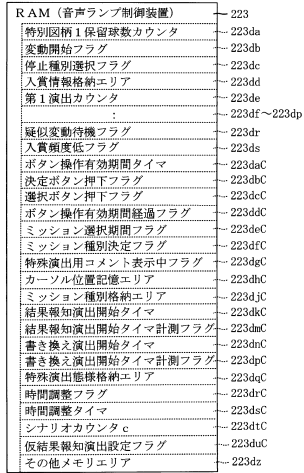 RAM(音声ランプ制御装置) 223
特別図柄1保留球数カウンタ 223da
変動開始フラグ 223db
停止種別選択フラグ 223dc
入賞情報格納エリア 223dd
第1演出カウンタ 223de
: 223df~223dp
疑似変動待機フラグ 223dr
入賞頻度低フラグ 223ds
ボタン操作有効期間タイマ 223daC
決定ボタン押下フラグ 223dbC
選択ボタン押下フラグ 223dcC
ボタン操作有効期間経過フラグ 223ddC
ミッション選択期間フラグ 223deC
ミッション種別決定フラグ 223dfC
特殊演出用コメント表示中フラグ 223dgC
カーソル位置記憶エリア 223dhC
ミッション種別格納エリア 223djC
結果報知演出開始タイマ 223dkC
結果報知演出開始タイマ計測フラグ 223dmC
書き換え演出開始タイマ 223dnC
書き換え演出開始タイマ計測フラグ 223dpC
特殊演出態様格納エリア 223dqC
時間調整フラグ 223drC
時間調整タイマ 223dsC
シナリオカウンタc 223dtC
仮結果報知演出設定フラグ 223duC
その他メモリエリア 223dz